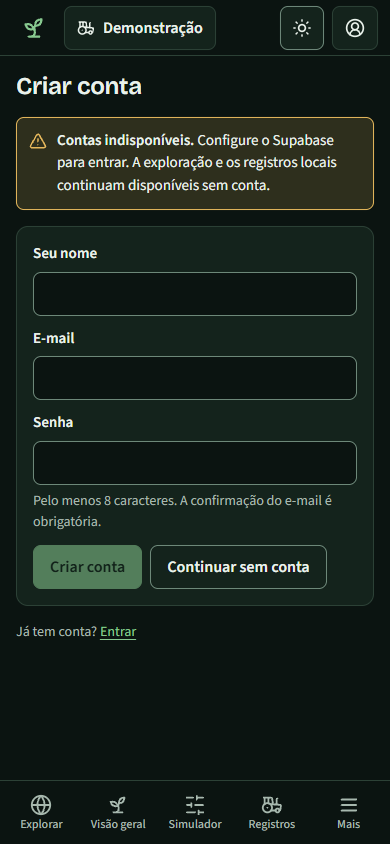 Demonstração
Criar conta
Contas indisponíveis. Configure o Supabase
para entrar. A exploração e os registros locais
continuam disponíveis sem conta.
Seu nome
E-mail
Senha
Pelo menos 8 caracteres. A confirmação do e-mail é
obrigatória.
Criar conta
Continuar sem conta
Já tem conta? Entrar
Explorar
Visão geral
Simulador
Registros
Mais